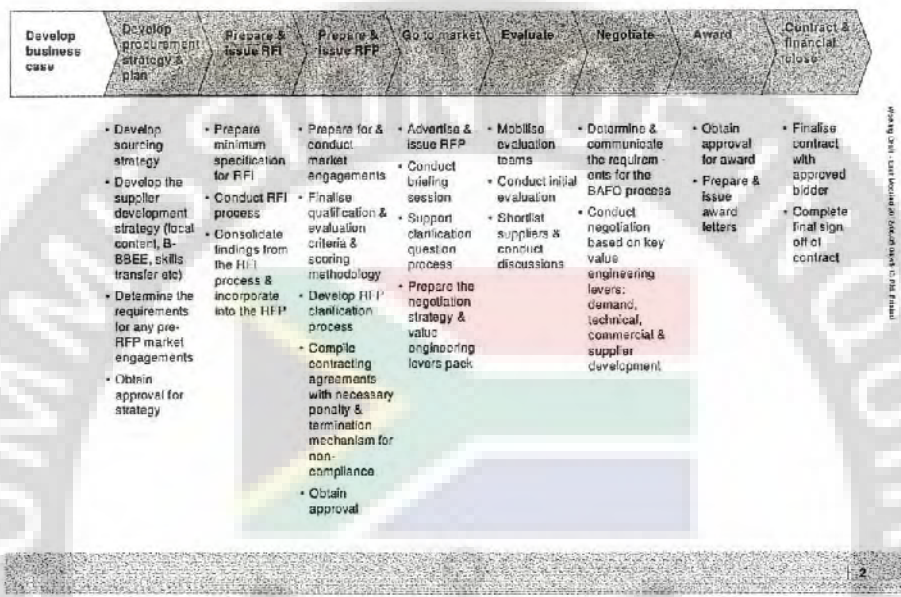 Develop
business
case
Develop
procurement
strategy &
plan
Prepare &
issue RFI
Prepare &
issue RFP
Go to market
Evaluate
Negotiate
Award
Contract &
financial
close
• Develop
sourcing
strategy
• Develop the
supplier
development
strategy (local
content, B-
BBEE, skills
transfer etc)
• Determine the
requirements
for any pre-
RFP market
engagements
• Obtain
approval for
strategy
• Prepare
minimum
specification
for RFI
• Conduct RFI
process
• Consolidate
findings from
the RFI
process &
incorporate
into the RFP
• Prepare for &
conduct
market
engagements
• Finalise
qualification &
evaluation
criteria &
scoring
methodology
• Develop RFP
clarification
process
• Compile
contracting
agreements
with necessary
penalty &
termination
mechanism for
non-
compliance
• Obtain
approval
• Advertise &
issue RFP
• Conduct
briefing
session
• Support
clarification
question
process
• Prepare the
negotiation
strategy &
value
engineering
levers pack
• Mobilise
evaluation
teams
• Conduct initial
evaluation
• Shortlist
suppliers &
conduct
discussions
• Determine &
communicate
the requirem -
ents for the
BAFO process
• Conduct
negotiation
based on key
value
engineering
levers:
demand,
technical,
commercial &
supplier
development
• Obtain
approval
for award
• Prepare &
issue
award
letters
• Finalise
contract
with
approved
bidder
• Complete
final sign
off of
contract
Working Draft - Last Modified
Printed
2